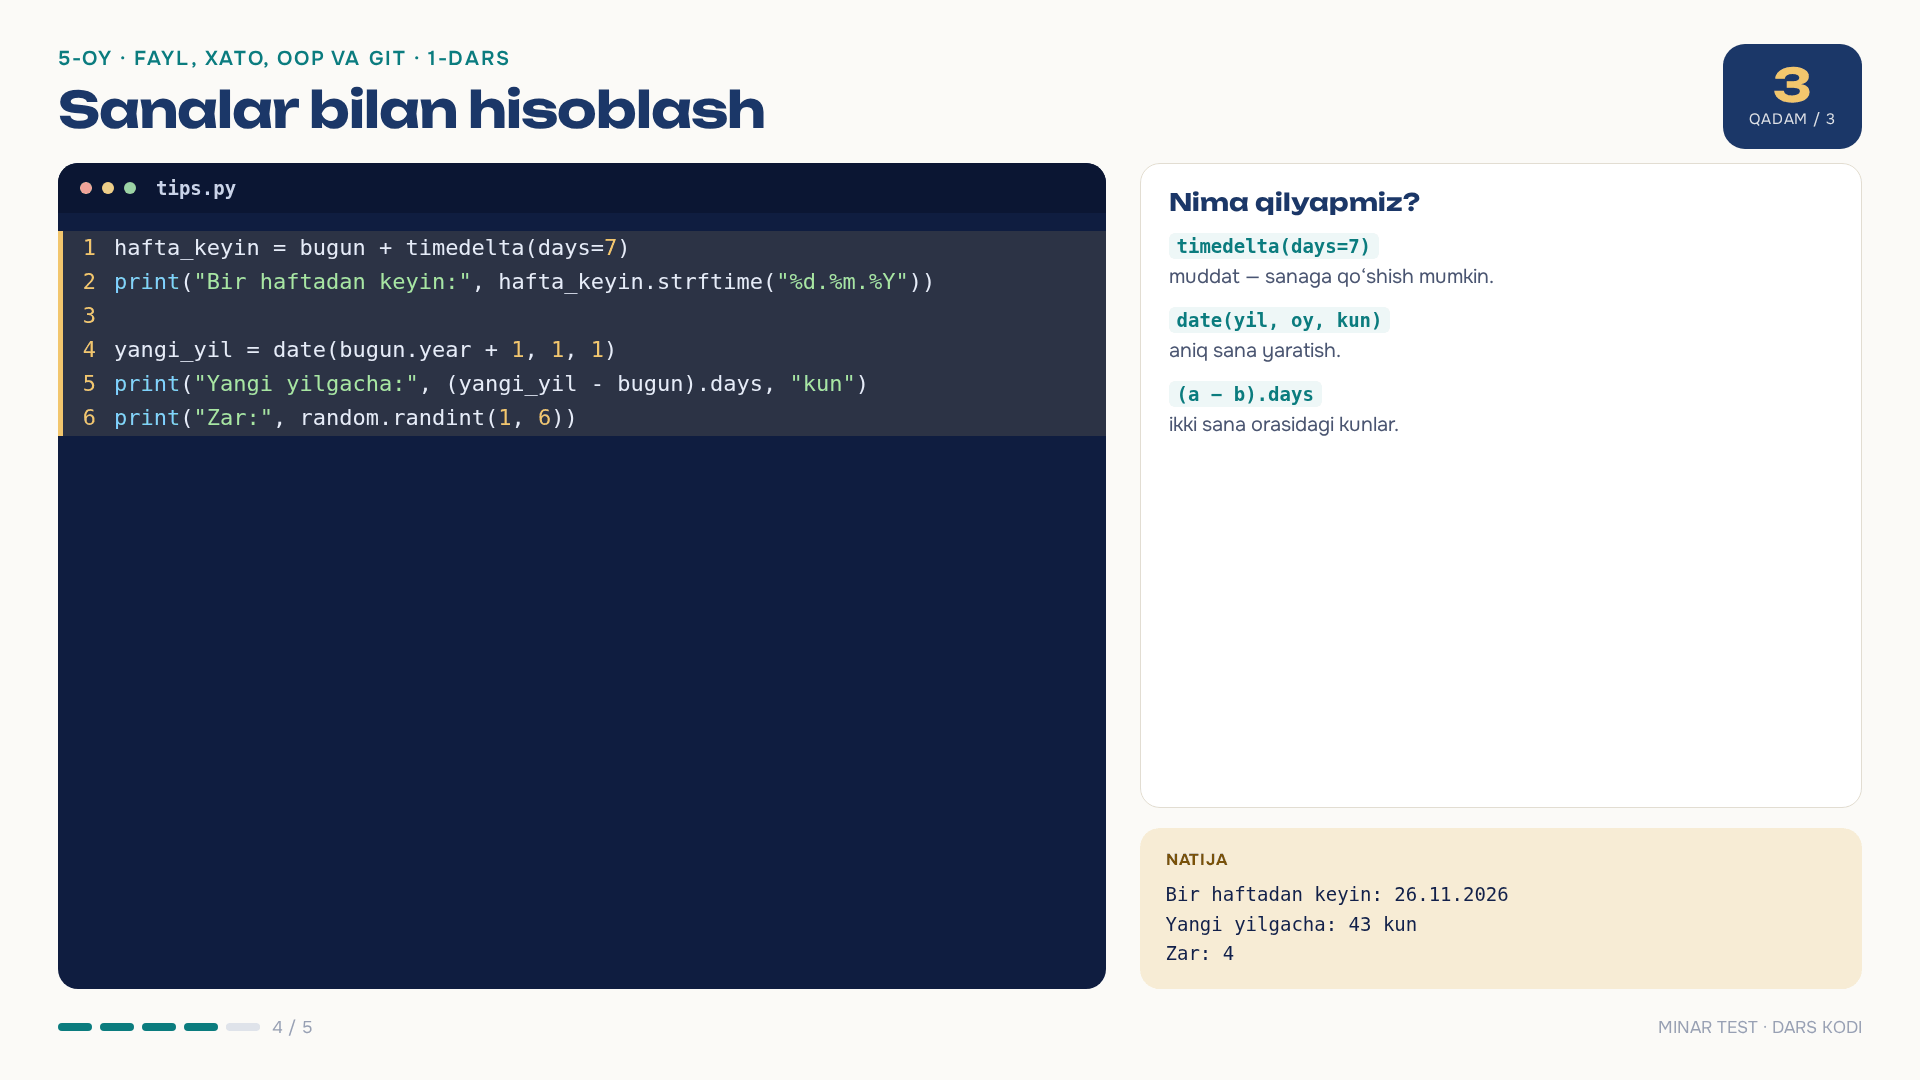 5-OY · FAYL, XATO, OOP VA GIT · 1-DARS
Sanalar bilan hisoblash
3
QADAM / 3
tips.py
1 hafta_keyin = bugun + timedelta(days=7)
2 print("Bir haftadan keyin:", hafta_keyin.strftime("%d.%m.%Y"))
3
4 yangi_yil = date(bugun.year + 1, 1, 1)
5 print("Yangi yilgacha:", (yangi_yil - bugun).days, "kun")
6 print("Zar:", random.randint(1, 6))
Nima qilyapmiz?
timedelta(days=7)
muddat — sanaga qo‘shish mumkin.
date(yil, oy, kun)
aniq sana yaratish.
(a − b).days
ikki sana orasidagi kunlar.
NATIJA
Bir haftadan keyin: 26.11.2026
Yangi yilgacha: 43 kun
Zar: 4
4 / 5
MINAR TEST · DARS KODI